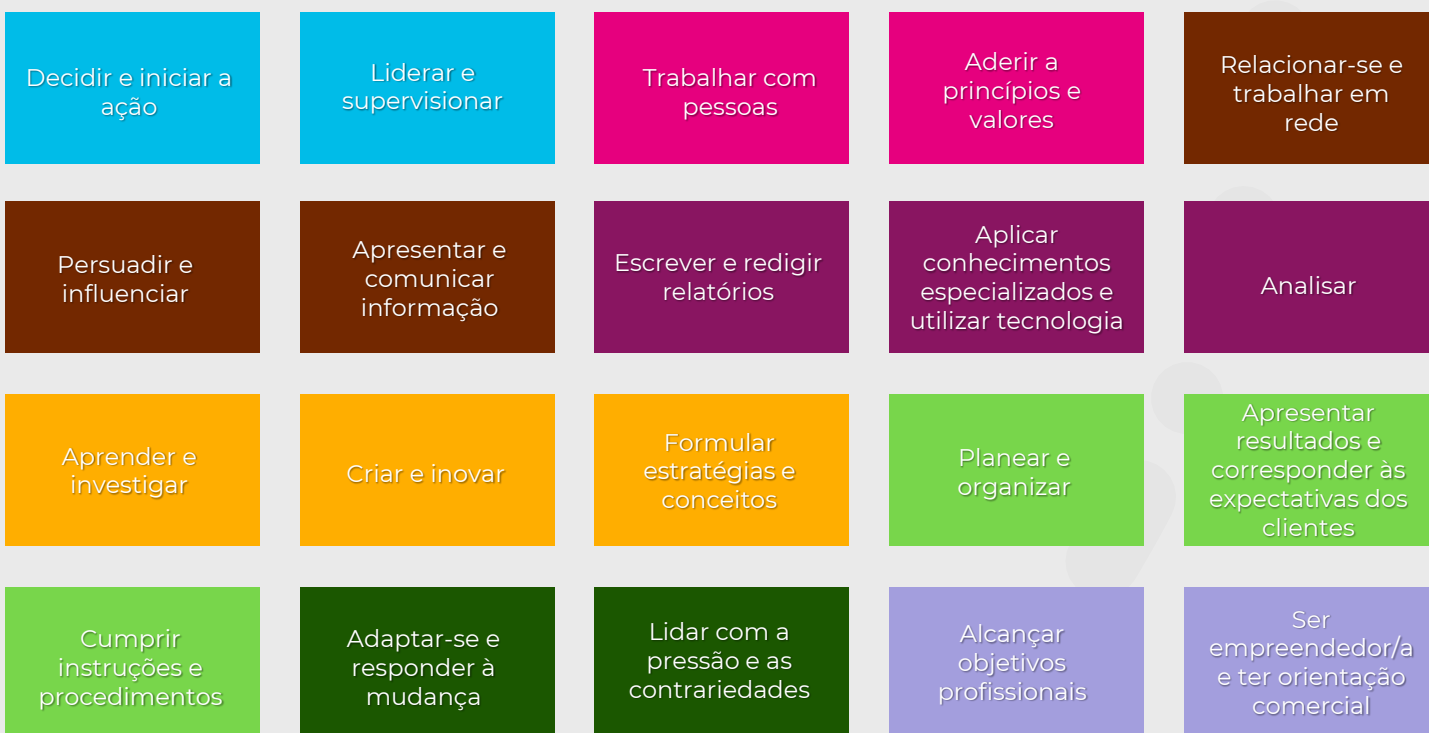 Decidir e iniciar a
ação
Liderar e
supervisionar
Trabalhar com
pessoas
Aderir a
princípios e
valores
Relacionar-se e
trabalhar em
rede
Persuadir e
influenciar
Apresentar e
comunicar
informação
Escrever e redigir
relatórios
Aplicar
conhecimentos
especializados e
utilizar tecnologia
Analisar
Aprender e
investigar
Criar e inovar
Formular
estratégias e
conceitos
Planear e
organizar
Apresentar
resultados e
corresponder às
expectativas dos
clientes
Cumprir
instruções e
procedimentos
Adaptar-se e
responder à
mudança
Lidar com a
pressão e as
contrariedades
Alcançar
objetivos
profissionais
Ser
empreendedor/a
e ter orientação
comercial